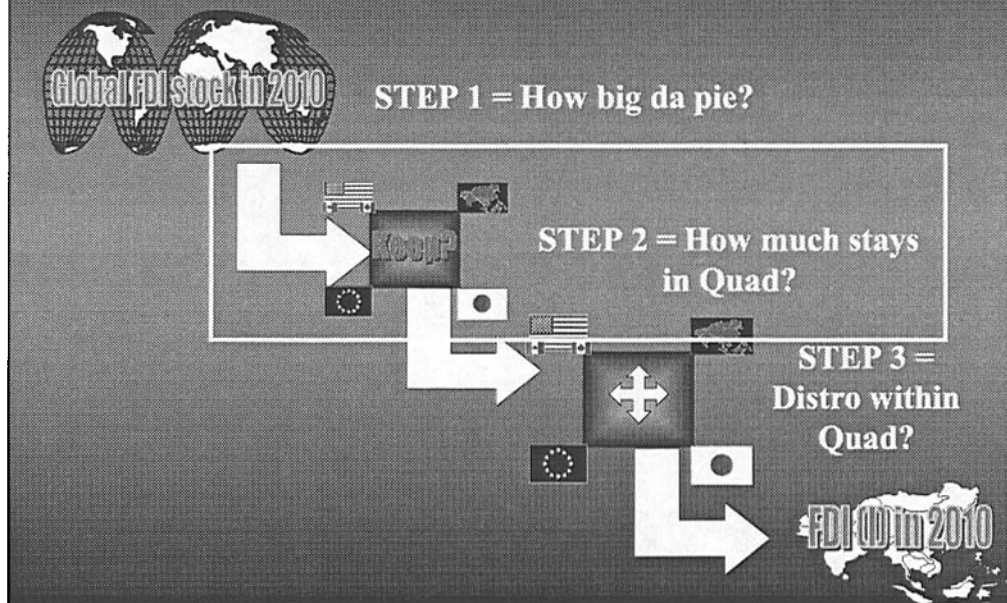 Global FDI stock in 2010
STEP 1 = How big da pie?
Keep?
STEP 2 = How much stays
in Quad?
STEP 3 =
Distro within
Quad?
FDI (II) in 2010